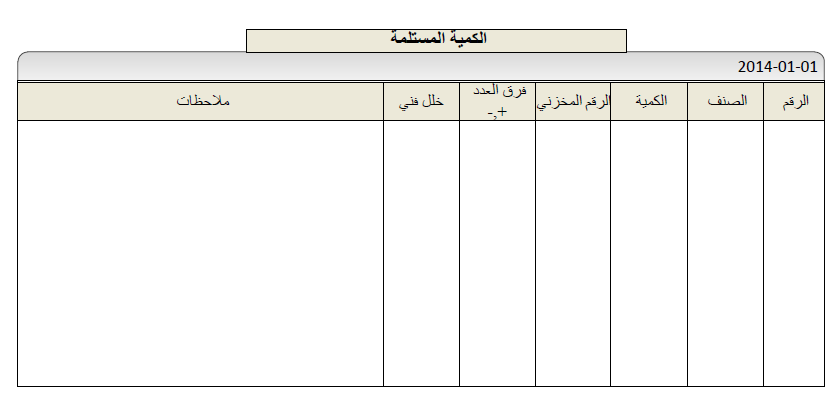 الكمية المستلمة
2014-01-01
الرقم
الصنف
الكمية
الرقم المخزني
فرق العدد
+,-
خلل فني
ملاحظات